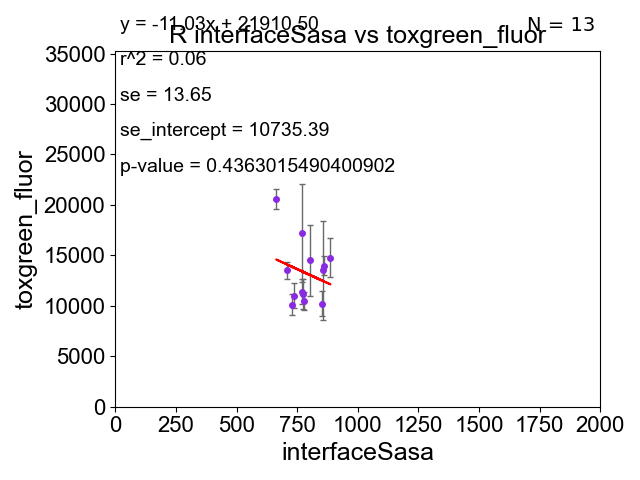 y = -11.03x + 21910.50
N = 13
R interfaceSasa vs toxgreen_fluor
r^2 = 0.06
se = 13.65
se_intercept = 10735.39
p-value = 0.4363015490400902
35000
30000
25000
20000
15000
10000
5000
0
toxgreen_fluor
0 250 500 750 1000 1250 1500 1750 2000
interfaceSasa